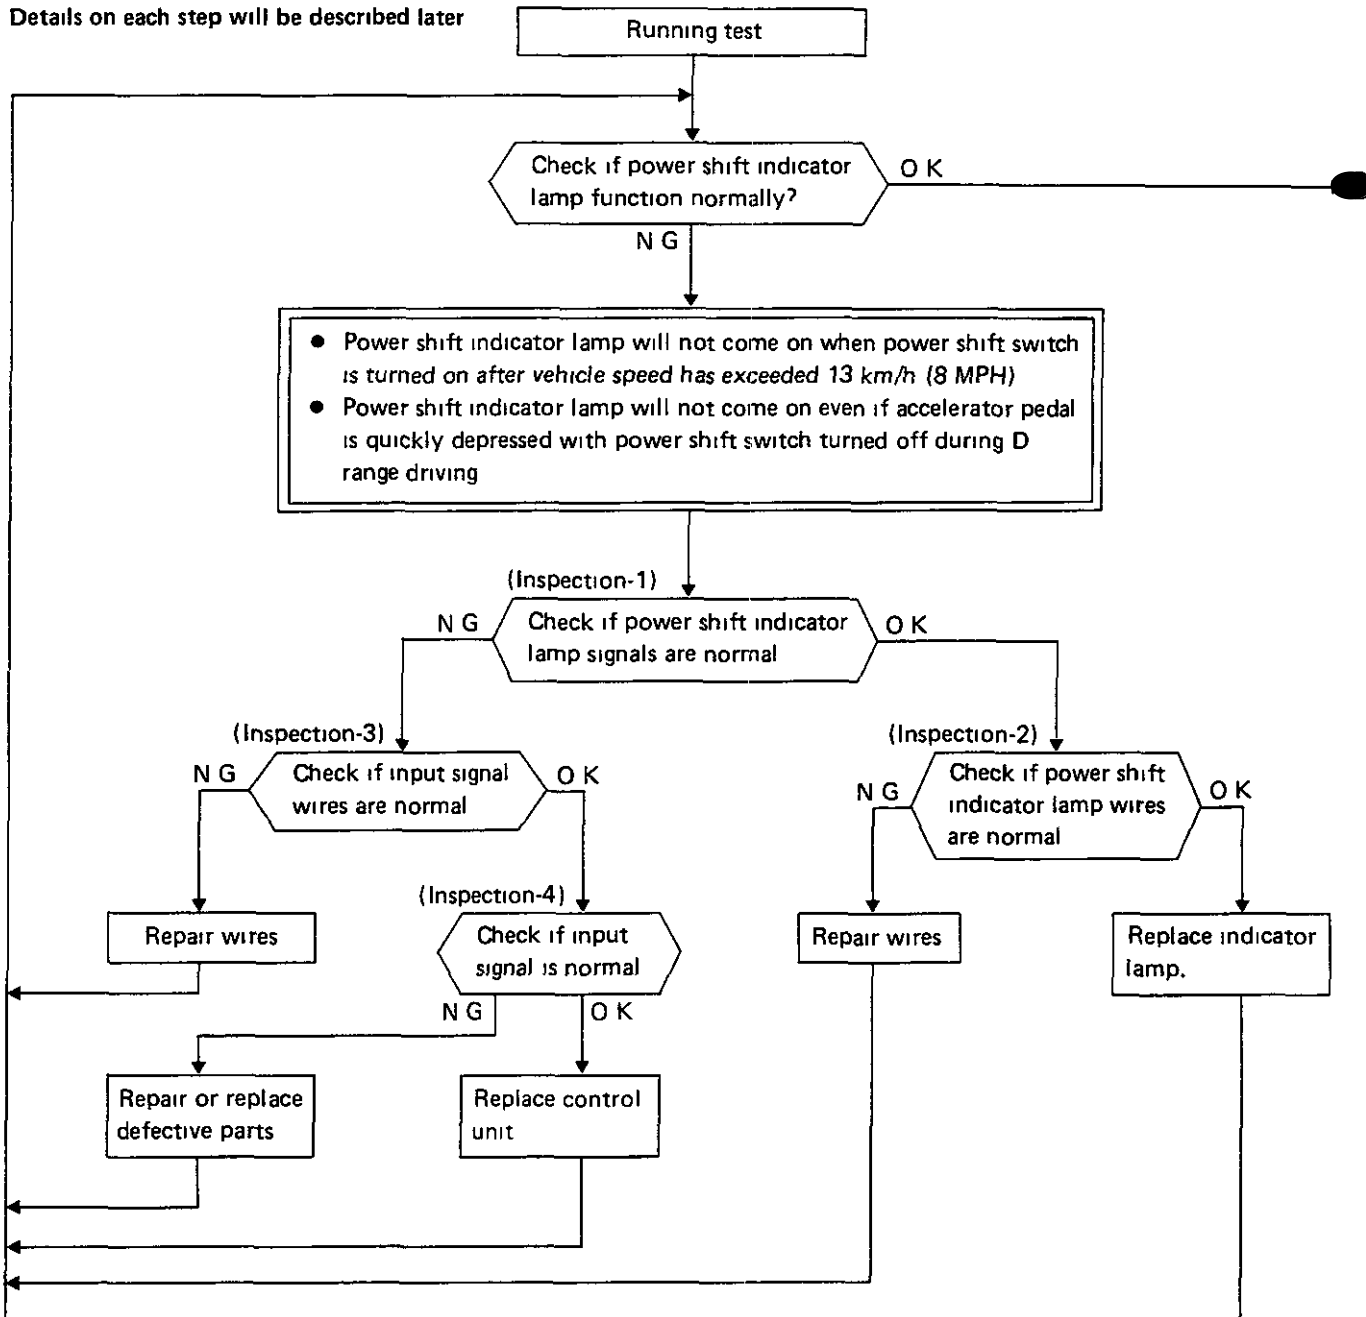 Details on each step will be described later
Running test
Check if power shift indicator
lamp function normally?
O K
N G
● Power shift indicator lamp will not come on when power shift switch
is turned on after vehicle speed has exceeded 13 km/h (8 MPH)
● Power shift indicator lamp will not come on even if accelerator pedal
is quickly depressed with power shift switch turned off during D
range driving
(Inspection-1)
N G
Check if power shift indicator
lamp signals are normal
O K
(Inspection-3)
N G
Check if input signal
wires are normal
O K
(Inspection-2)
N G
Check if power shift
indicator lamp wires
are normal
O K
Repair wires
(Inspection-4)
Check if input
signal is normal
N G
O K
Repair wires
Replace indicator
lamp.
Repair or replace
defective parts
Replace control
unit